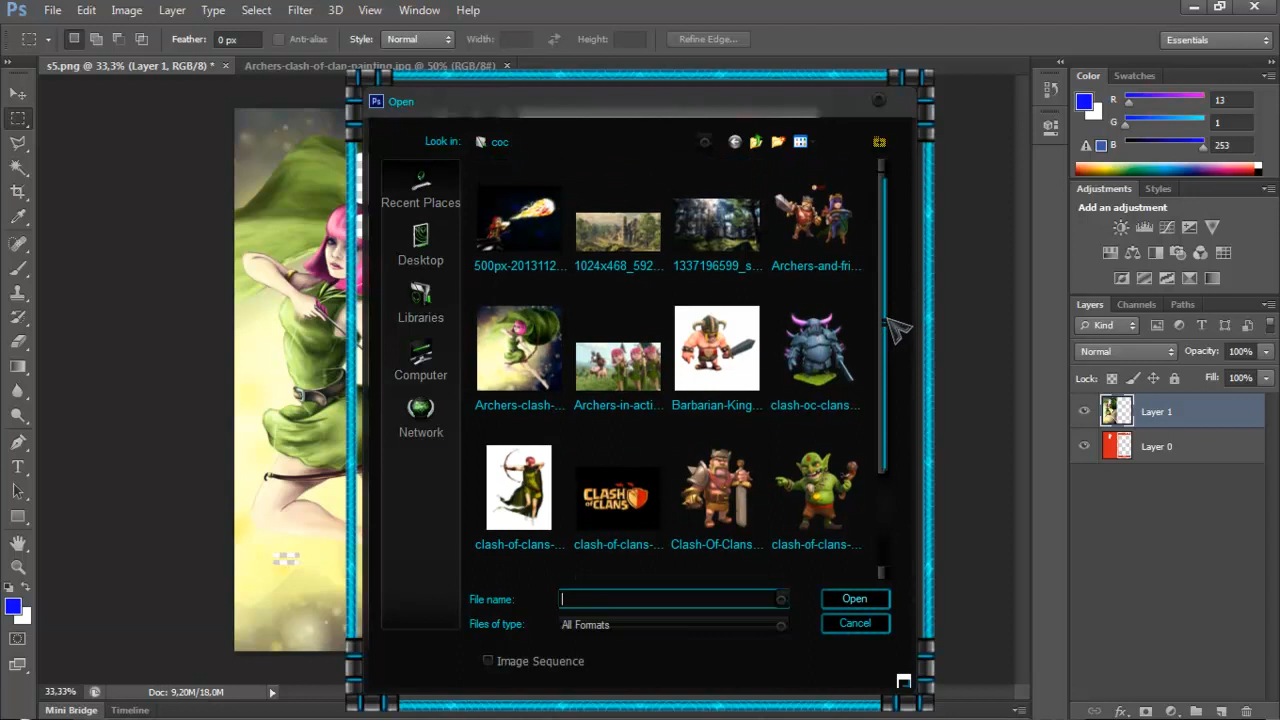 Ps File Edit Image Layer Type Select Filter 3D View Window Help
Feather: 0 px Anti-alias Style: Normal Width: Height: Refine Edge... Essentials
s5.png @ 33,3% (Layer 1, RGB/8) * × Archers-clash-of-clan-painting.jpg @ 50% (RGB/8#) ×
Ps Open
Look in: coc
Recent Places
Desktop
Libraries
Computer
Network
500px-2013112... 1024x468_592... 1337196599_s... Archers-and-fri...
Archers-clash-... Archers-in-acti... Barbarian-King... clash-oc-clans...
CLASH OF CLANS
clash-of-clans-... clash-of-clans-... Clash-Of-Clans... clash-of-clans-...
File name: Open
Files of type: All Formats Cancel
Image Sequence
Color Swatches
R 13
G 1
B 253
Adjustments Styles
Add an adjustment
Layers Channels Paths
Kind
Normal Opacity: 100%
Lock: Fill: 100%
Layer 1
Layer 0
33,33% Doc: 9,20M/18,0M
Mini Bridge Timeline